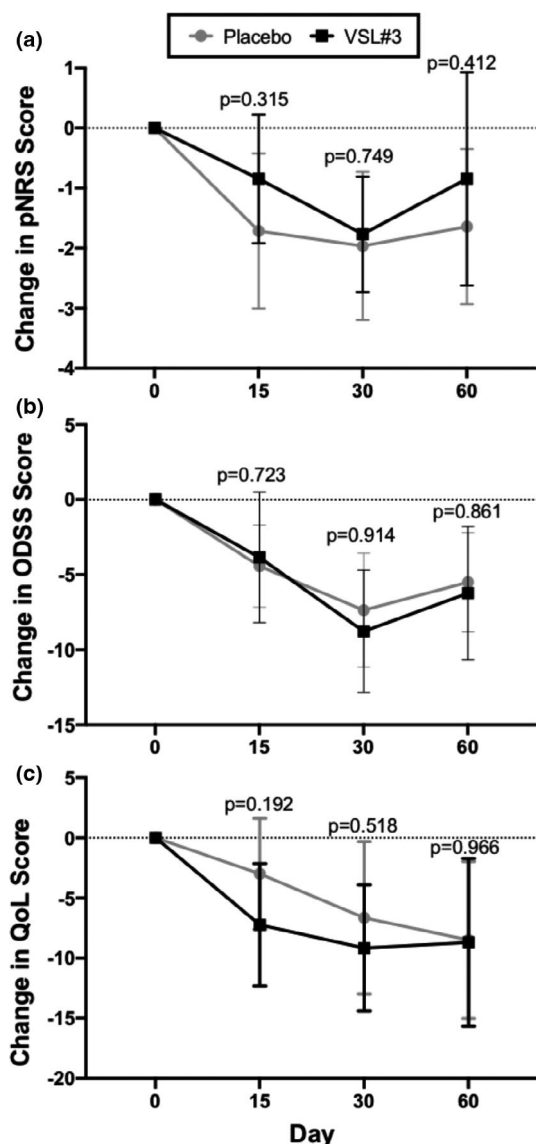 Placebo VSL#3
(a)
Change in pNRS Score
1
0
-1
-2
-3
-4
p=0.315
p=0.749
p=0.412
0 15 30 60
(b)
Change in ODSS Score
5
0
-5
-10
-15
p=0.723
p=0.914
p=0.861
0 15 30 60
(c)
Change in QoL Score
5
0
-5
-10
-15
-20
p=0.192
p=0.518
p=0.966
0 15 30 60
Day